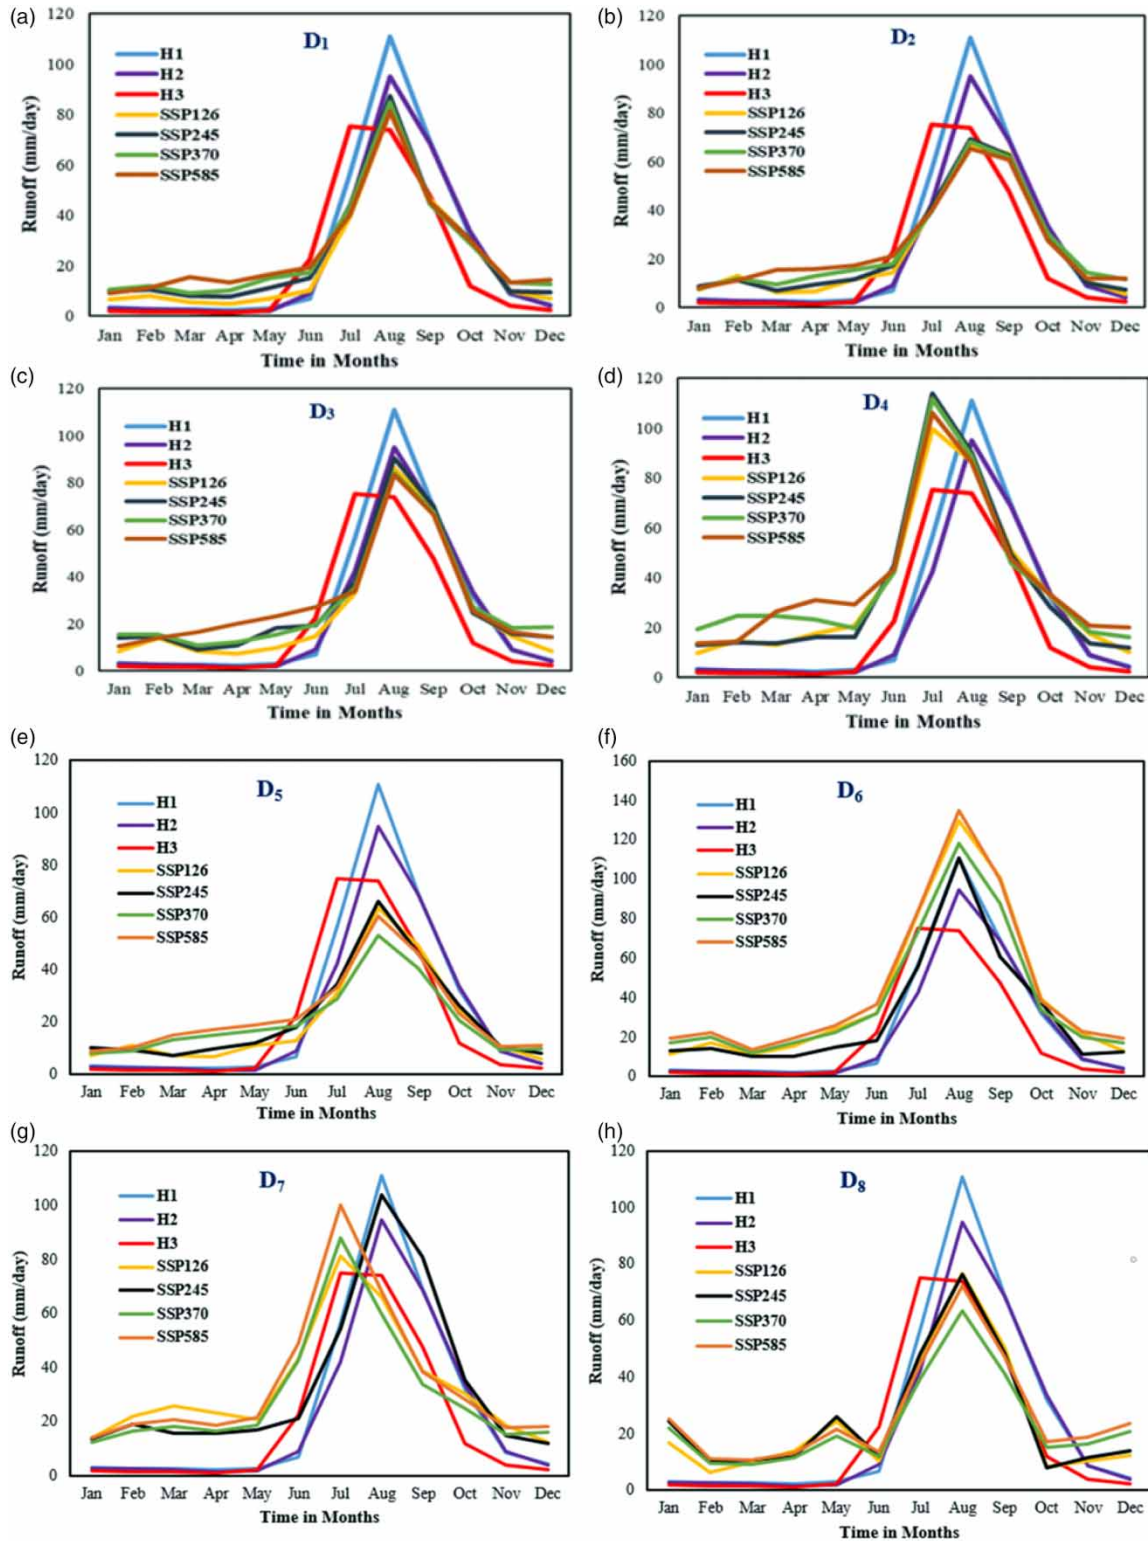 (a)
D1
120
100
80
60
40
20
0
Runoff (mm/day)
H1
H2
H3
SSP126
SSP245
SSP370
SSP585
Jan Feb Mar Apr May Jun Jul Aug Sep Oct Nov Dec
Time in Months
(b)
D2
120
100
80
60
40
20
0
Runoff (mm/day)
H1
H2
H3
SSP126
SSP245
SSP370
SSP585
Jan Feb Mar Apr May Jun Jul Aug Sep Oct Nov Dec
Time in Months
(c)
D3
120
100
80
60
40
20
0
Runoff (mm/day)
H1
H2
H3
SSP126
SSP245
SSP370
SSP585
Jan Feb Mar Apr May Jun Jul Aug Sep Oct Nov Dec
Time in Months
(d)
D4
120
100
80
60
40
20
0
Runoff (mm/day)
H1
H2
H3
SSP126
SSP245
SSP370
SSP585
Jan Feb Mar Apr May Jun Jul Aug Sep Oct Nov Dec
Time in Months
(e)
D5
120
100
80
60
40
20
0
Runoff (mm/day)
H1
H2
H3
SSP126
SSP245
SSP370
SSP585
Jan Feb Mar Apr May Jun Jul Aug Sep Oct Nov Dec
Time in Months
(f)
D6
160
140
120
100
80
60
40
20
0
Runoff (mm/day)
H1
H2
H3
SSP126
SSP245
SSP370
SSP585
Jan Feb Mar Apr May Jun Jul Aug Sep Oct Nov Dec
Time in Months
(g)
D7
120
100
80
60
40
20
0
Runoff (mm/day)
H1
H2
H3
SSP126
SSP245
SSP370
SSP585
Jan Feb Mar Apr May Jun Jul Aug Sep Oct Nov Dec
Time in Months
(h)
D8
120
100
80
60
40
20
0
Runoff (mm/day)
H1
H2
H3
SSP126
SSP245
SSP370
SSP585
Jan Feb Mar Apr May Jun Jul Aug Sep Oct Nov Dec
Time in Months